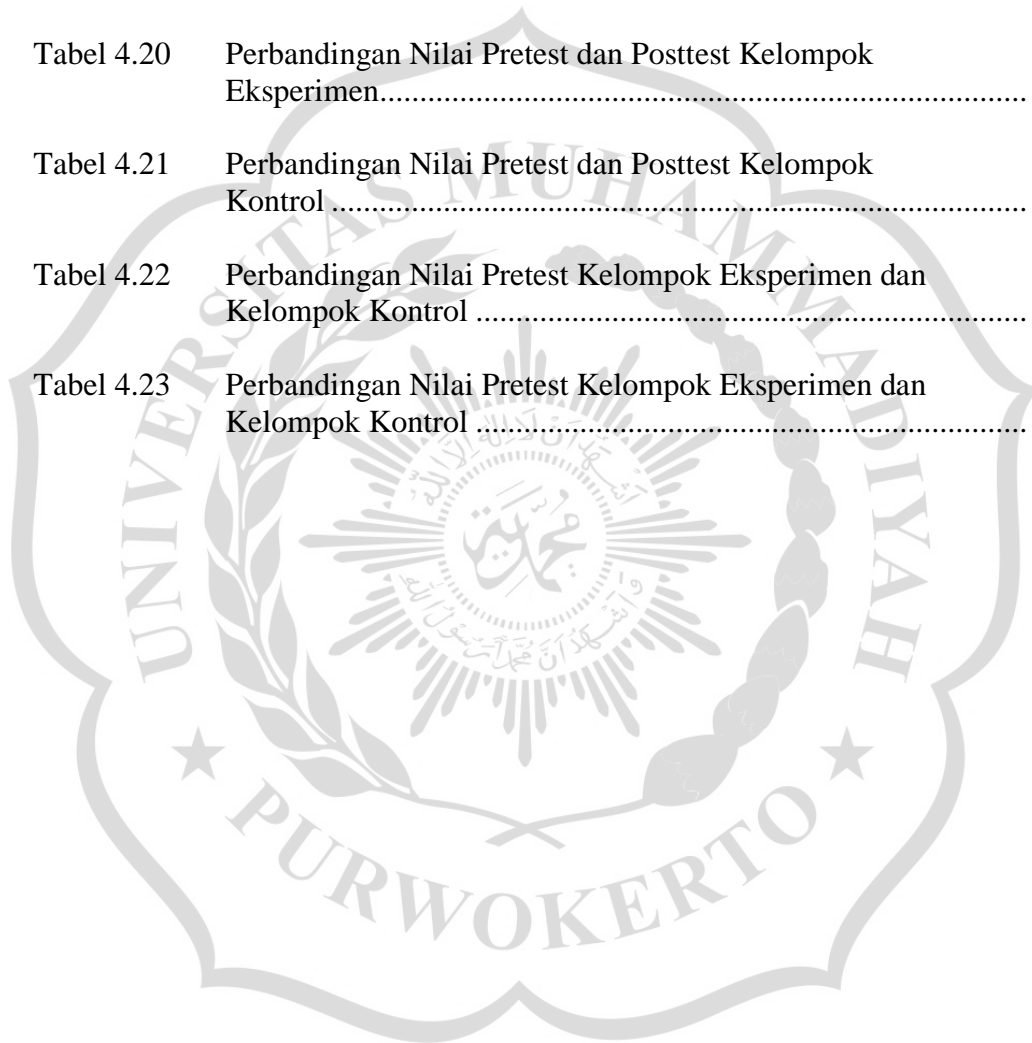 Tabel 4.20 Perbandingan Nilai Pretest dan Posttest Kelompok
Eksperimen................................................................................
Tabel 4.21 Perbandingan Nilai Pretest dan Posttest Kelompok
Kontrol ......................................................................................
Tabel 4.22 Perbandingan Nilai Pretest Kelompok Eksperimen dan
Kelompok Kontrol ....................................................................
Tabel 4.23 Perbandingan Nilai Pretest Kelompok Eksperimen dan
Kelompok Kontrol ....................................................................
UNIVERSITAS MUHAMMADIYAH
PURWOKERTO